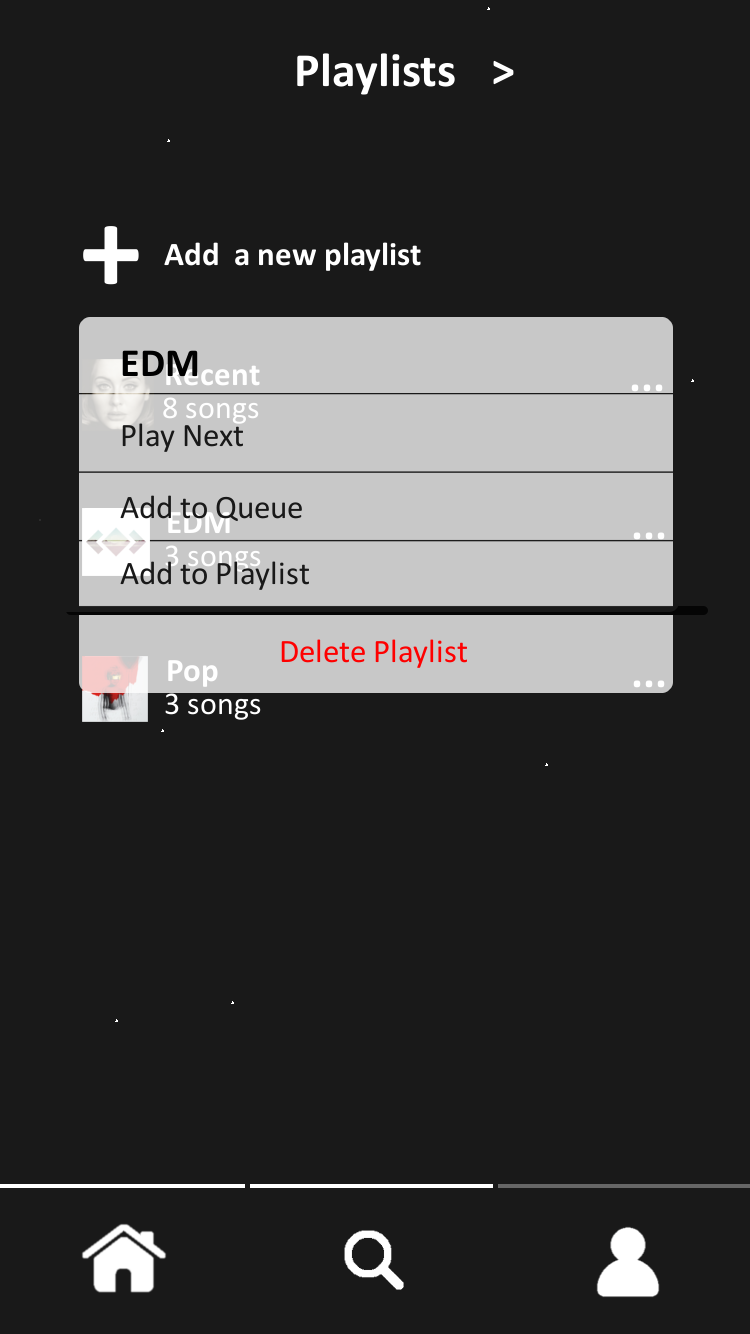 Playlists >
Add a new playlist
EDM
Recent
8 songs
Play Next
Add to Queue
EDM
3 songs
Add to Playlist
Delete Playlist
Pop
3 songs